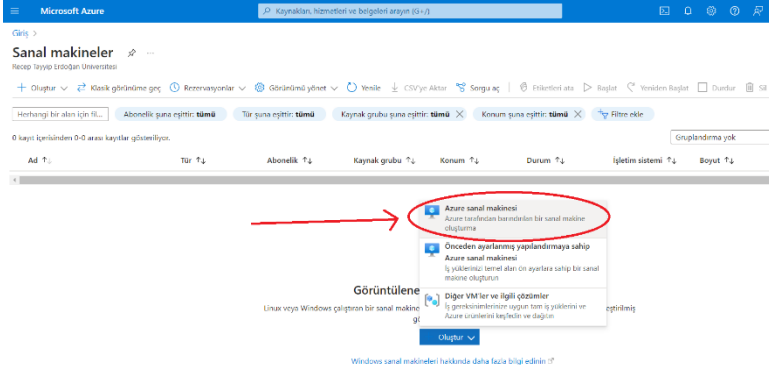 Microsoft Azure
Kaynakları, hizmetleri ve belgeleri arayın (G+/)
Giriş >
Sanal makineler
Recep Tayyip Erdoğan Üniversitesi
Oluştur
Klasik görünüme geç
Rezervasyonlar
Görünümü yönet
Yenile
CSV'ye Aktar
Sorgu aç
Etiketleri ata
Başlat
Yeniden Başlat
Durdur
Sil
Herhangi bir alan için fil...
Abonelik şuna eşittir: tümü
Tür şuna eşittir: tümü
Kaynak grubu şuna eşittir: tümü
Konum şuna eşittir: tümü
Filtre ekle
0 kayıt içerisinden 0-0 arası kayıtlar gösteriliyor.
Gruplandırma yok
Ad
Tür
Abonelik
Kaynak grubu
Konum
Durum
İşletim sistemi
Boyut
Azure sanal makinesi
Azure tarafından barındırılan bir sanal makine
oluşturma
Önceden ayarlanmış yapılandırmaya sahip
Azure sanal makinesi
İş yüklerinizi temel alan ön ayarlara sahip bir sanal
makine oluşturun
Diğer VM'ler ve ilgili çözümler
İş gereksinimlerinize uygun tam iş yüklerini ve
Azure ürünlerini keşfedin ve dağıtın
Görüntülene
Linux veya Windows çalıştıran bir sanal makine
eştirilmiş
Oluştur
Windows sanal makineleri hakkında daha fazla bilgi edinin